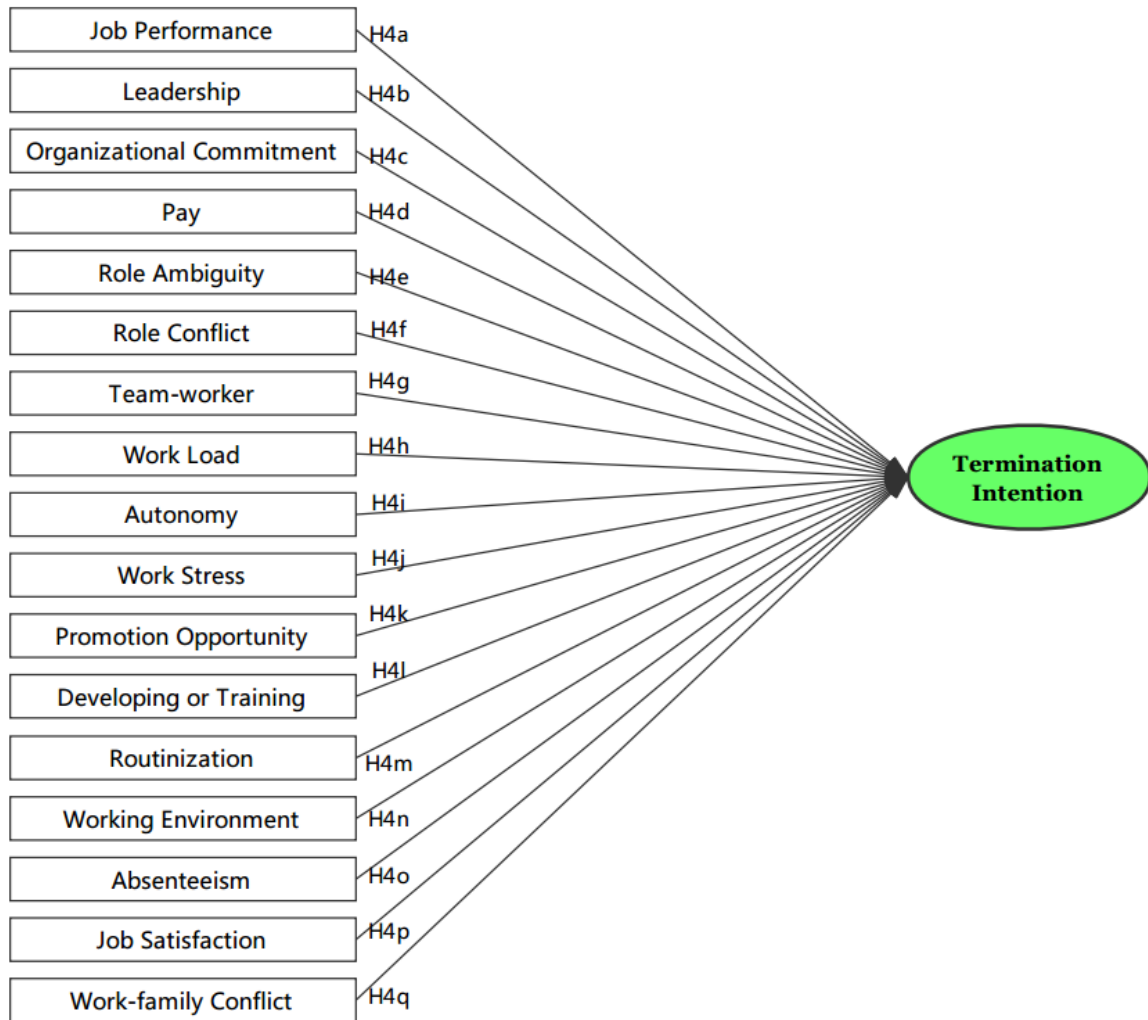 Job Performance
H4a
Leadership
H4b
Organizational Commitment
H4c
Pay
H4d
Role Ambiguity
H4e
Role Conflict
H4f
Team-worker
H4g
Work Load
H4h
Autonomy
H4i
Work Stress
H4j
Promotion Opportunity
H4k
Developing or Training
H4l
Routinization
H4m
Working Environment
H4n
Absenteeism
H4o
Job Satisfaction
H4p
Work-family Conflict
H4q
Termination
Intention